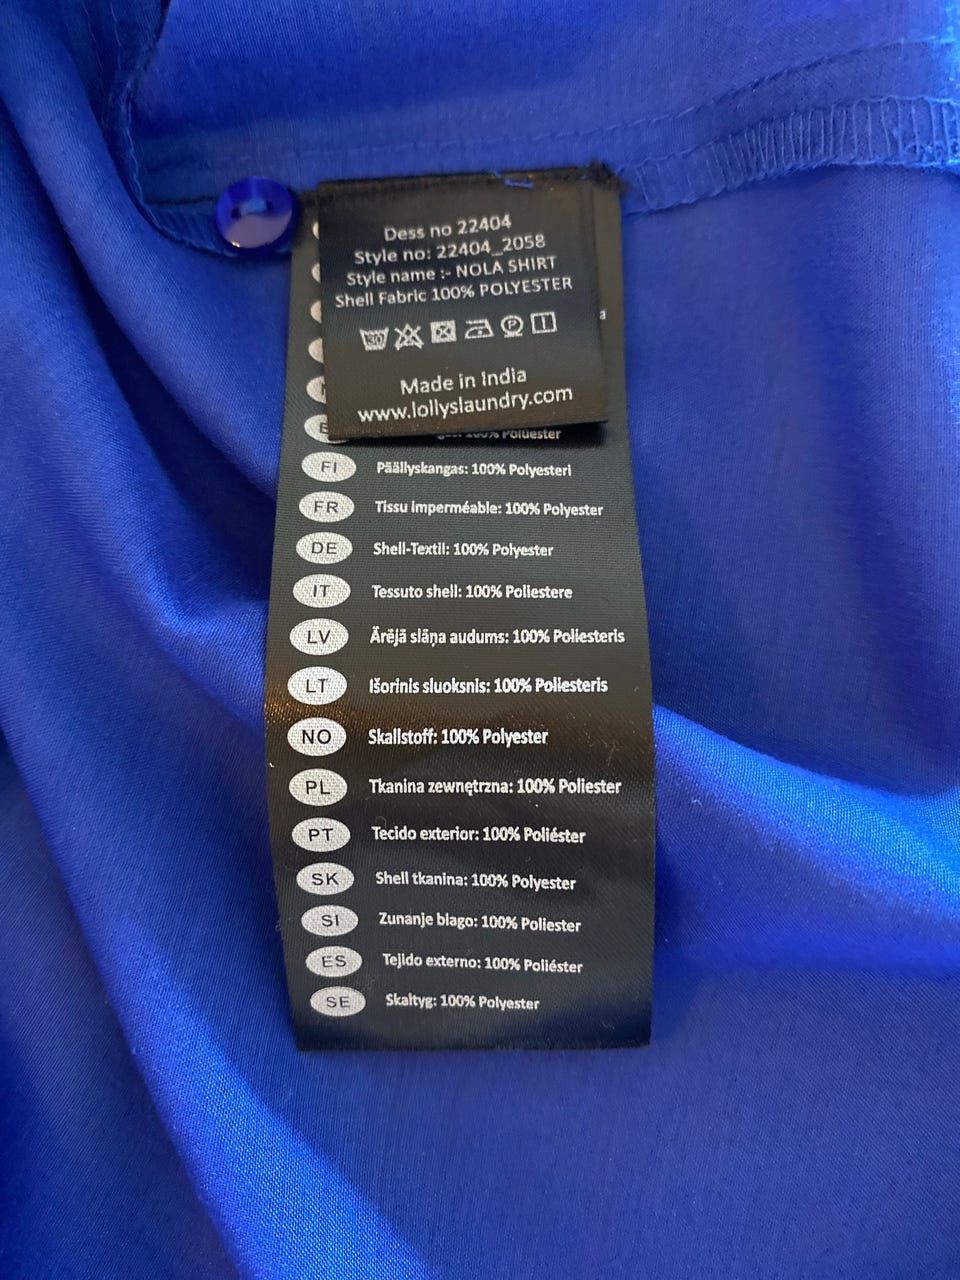 Dess no 22404
Style no: 22404_2058
Style name :- NOLA SHIRT
Shell Fabric 100% POLYESTER
30 P
Made in India
www.lollyslaundry.com
100% Polüester
FI Päällyskangas: 100% Polyesteri
FR Tissu imperméable: 100% Polyester
DE Shell-Textil: 100% Polyester
IT Tessuto shell: 100% Poliestere
LV Ārējā slāņa audums: 100% Poliesteris
LT Išorinis sluoksnis: 100% Poliesteris
NO Skallstoff: 100% Polyester
PL Tkanina zewnętrzna: 100% Poliester
PT Tecido exterior: 100% Poliéster
SK Shell tkanina: 100% Polyester
SI Zunanje blago: 100% Poliester
ES Tejido externo: 100% Poliéster
SE Skaltyg: 100% Polyester